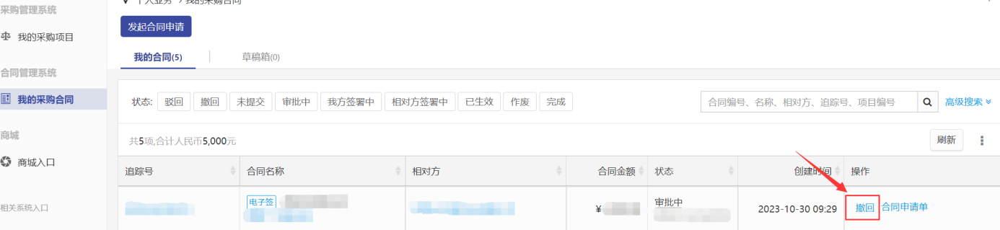 采购管理系统
个人业务 > 我的采购合同
发起合同申请
我的采购项目
我的合同(5)
草稿箱(0)
合同管理系统
我的采购合同
状态: 驳回 撤回 未提交 审批中 我方签署中 相对方签署中 已生效 作废 完成
合同编号、名称、相对方、追踪号、项目编号
高级搜索
商城
共5项,合计人民币5,000元
刷新
商城入口
追踪号 合同名称 相对方 合同金额 状态 创建时间 操作
相关系统入口
电子签
¥
审批中
2023-10-30 09:29
撤回 合同申请单